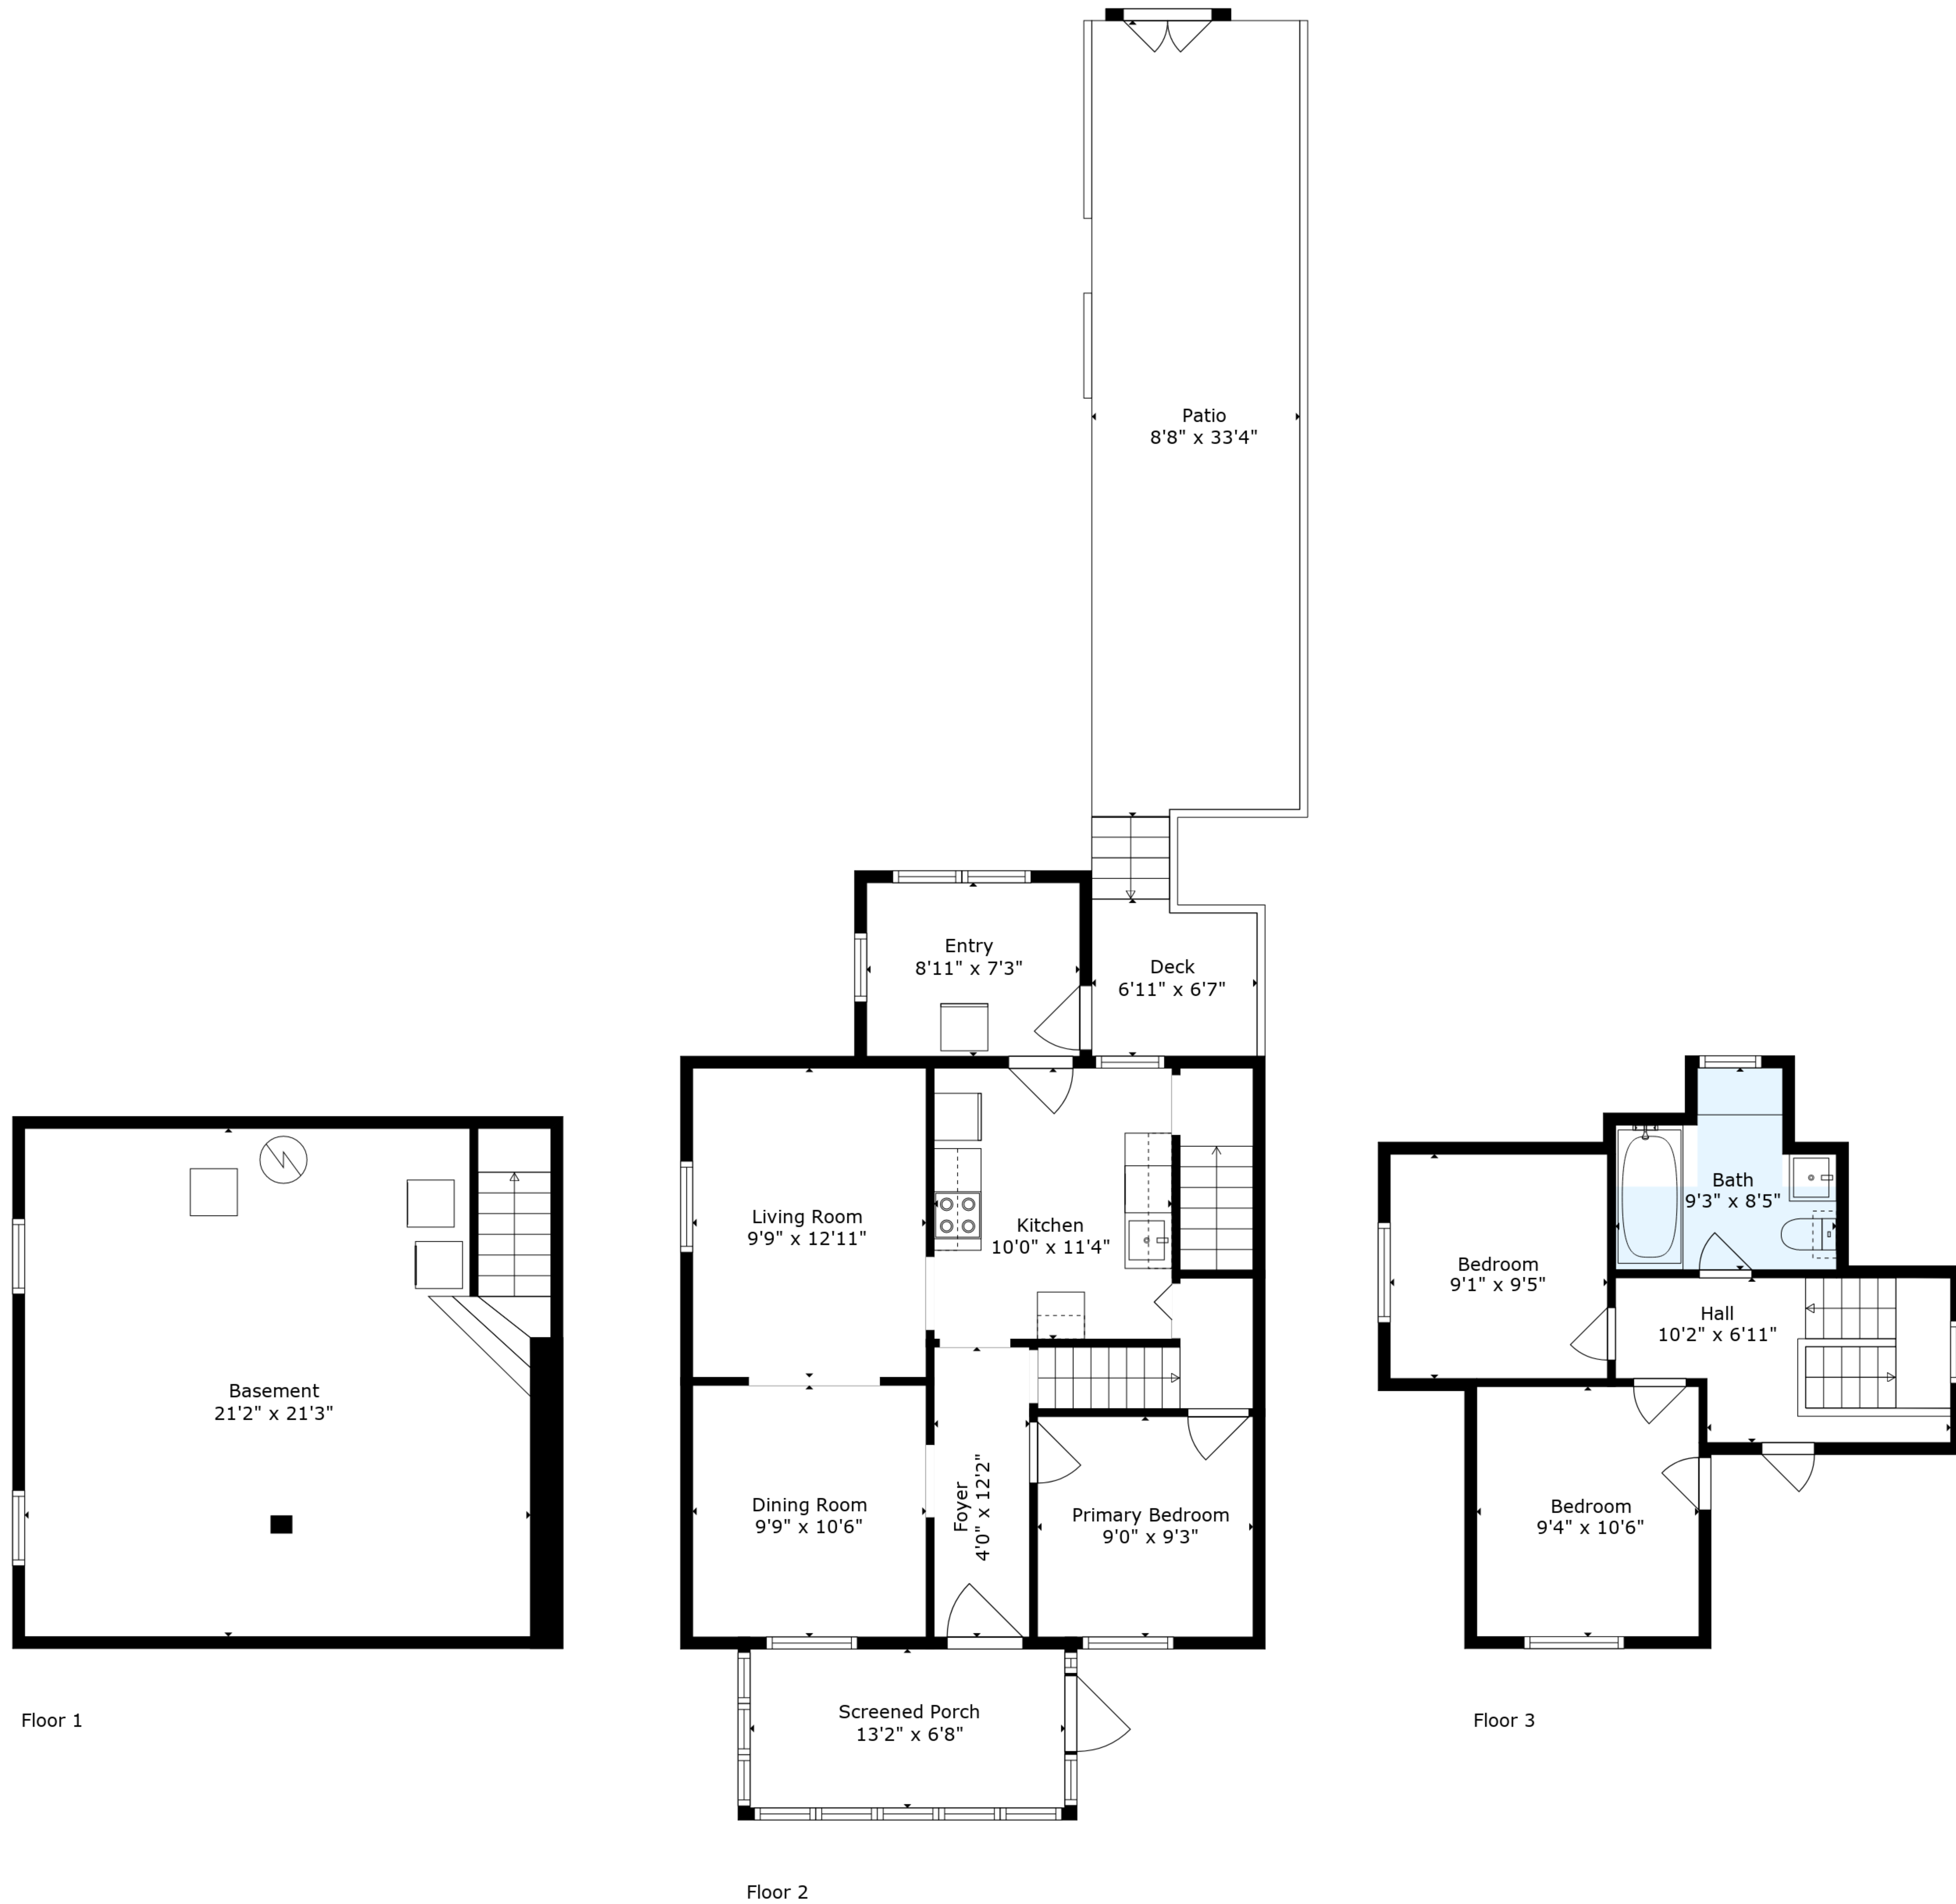 Patio
8'8" x 33'4"
Entry
8'11" x 7'3"
Deck
6'11" x 6'7"
Living Room
9'9" x 12'11"
Kitchen
10'0" x 11'4"
Dining Room
9'9" x 10'6"
Foyer
4'0" x 12'2"
Primary Bedroom
9'0" x 9'3"
Screened Porch
13'2" x 6'8"
Floor 2
Basement
21'2" x 21'3"
Floor 1
Bath
9'3" x 8'5"
Bedroom
9'1" x 9'5"
Hall
10'2" x 6'11"
Bedroom
9'4" x 10'6"
Floor 3